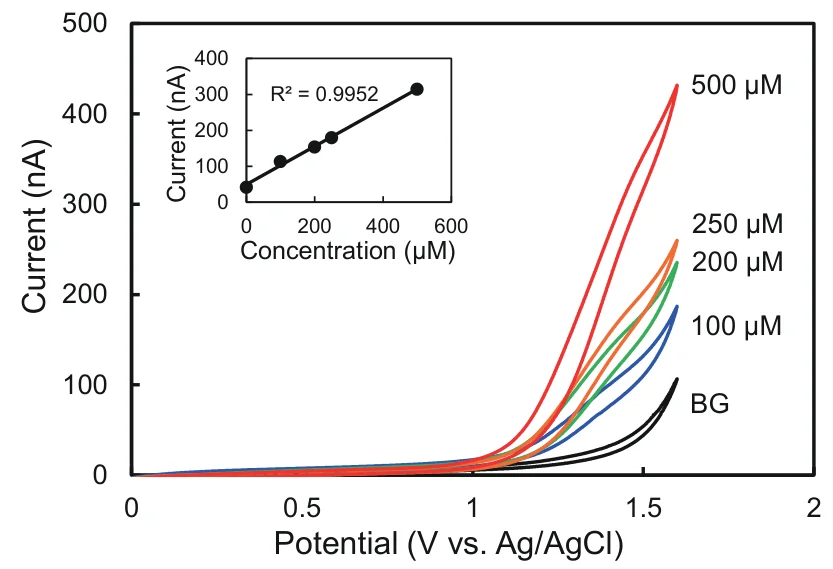 500
400
300
200
100
0
Current (nA)
0
0.5
1
1.5
2
Potential (V vs. Ag/AgCl)
500 µM
250 µM
200 µM
100 µM
BG
400
300
200
100
0
Current (nA)
R² = 0.9952
0
200
400
600
Concentration (µM)